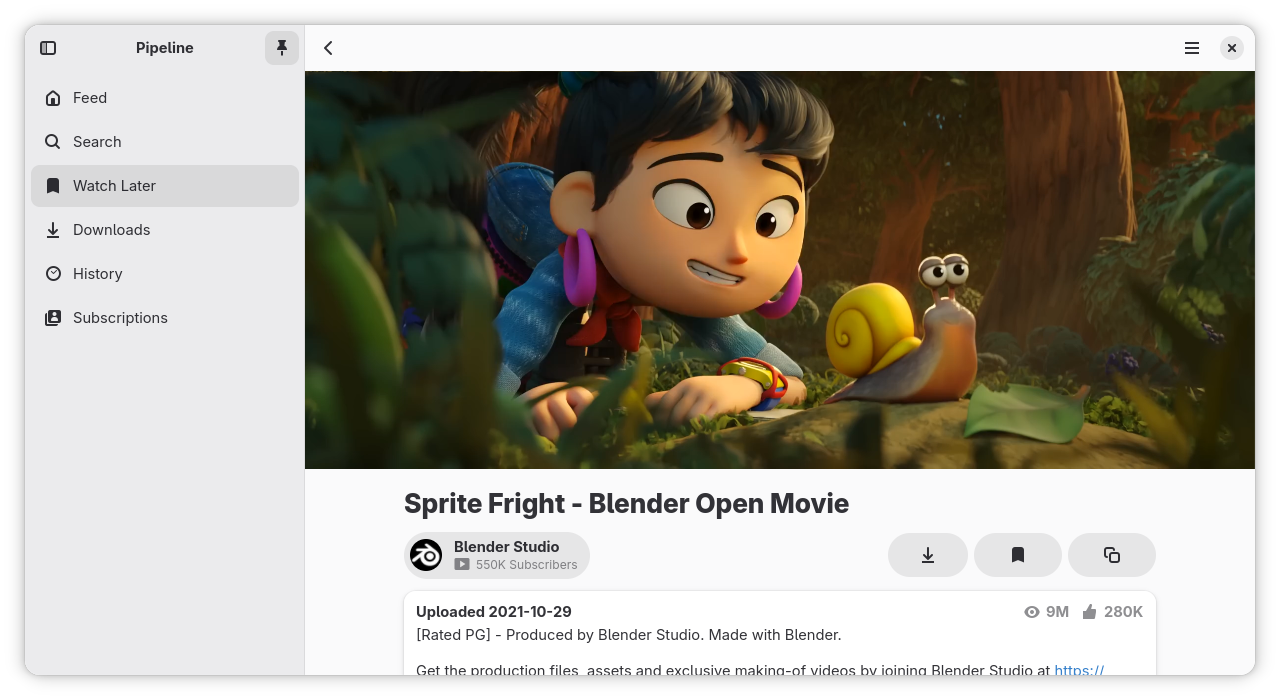 Pipeline
Feed
Search
Watch Later
Downloads
History
Subscriptions
Sprite Fright - Blender Open Movie
Blender Studio
550K Subscribers
Uploaded 2021-10-29
9M
280K
[Rated PG] - Produced by Blender Studio. Made with Blender.
Get the production files, assets and exclusive making-of videos by joining Blender Studio at https://